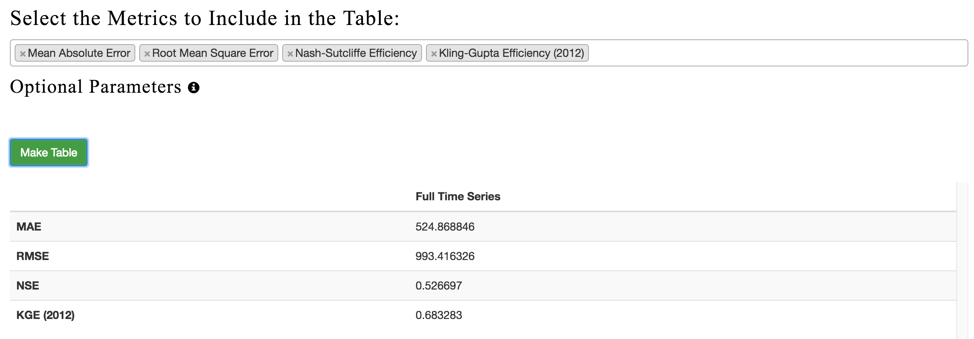 Select the Metrics to Include in the Table:
×Mean Absolute Error ×Root Mean Square Error ×Nash-Sutcliffe Efficiency ×Kling-Gupta Efficiency (2012)
Optional Parameters
Make Table
Full Time Series
MAE 524.868846
RMSE 993.416326
NSE 0.526697
KGE (2012) 0.683283